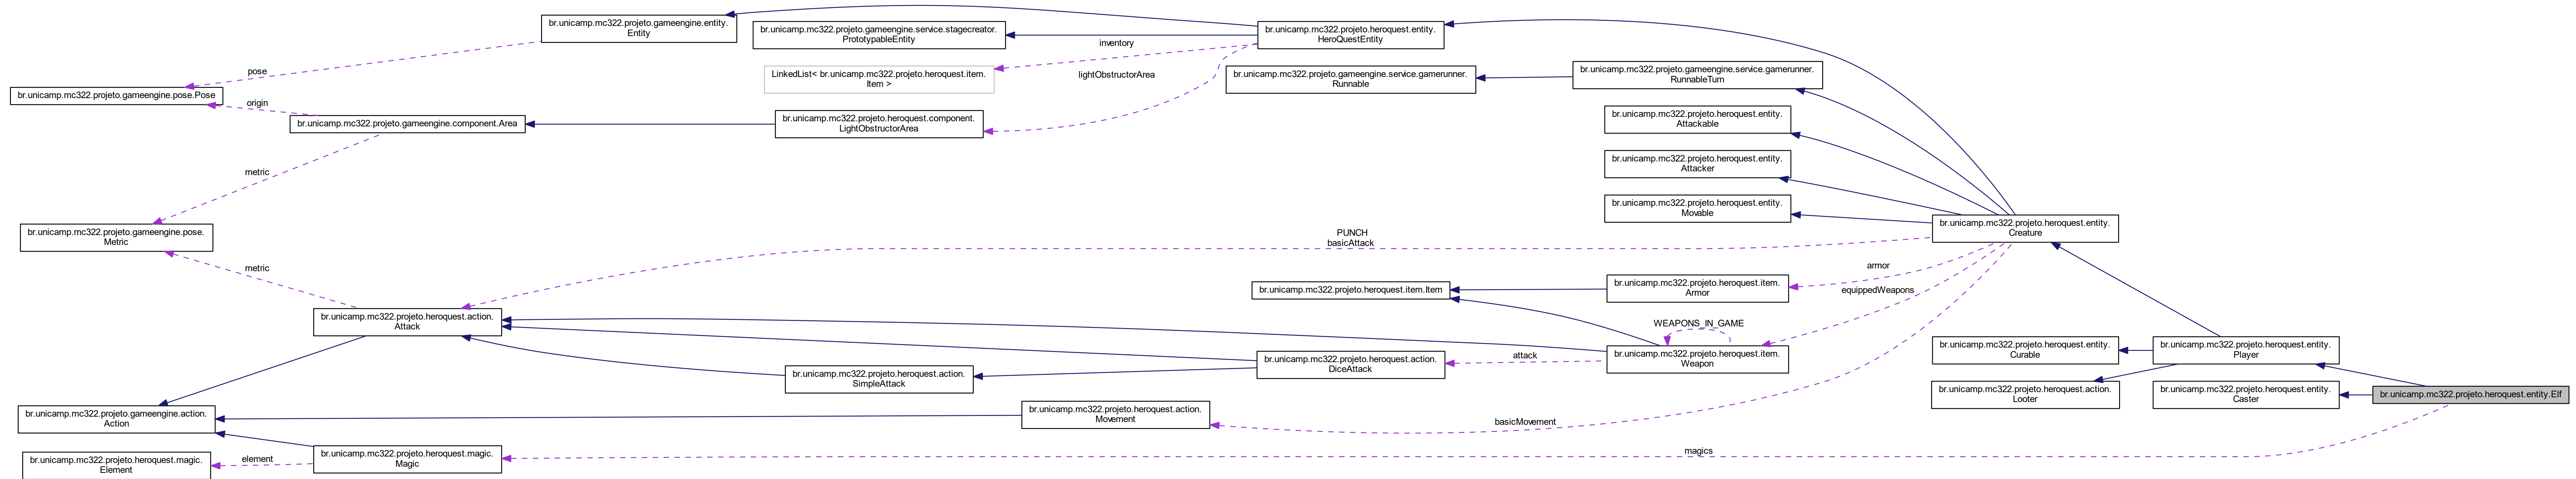 br.unicamp.mc322.projeto.gameengine.entity.
Entity
br.unicamp.mc322.projeto.gameengine.service.stagecreator.
PrototypableEntity
br.unicamp.mc322.projeto.heroquest.entity.
HeroQuestEntity
inventory
pose
LinkedList< br.unicamp.mc322.projeto.heroquest.item.
Item >
lightObstructorArea
br.unicamp.mc322.projeto.gameengine.service.gamerunner.
Runnable
br.unicamp.mc322.projeto.gameengine.service.gamerunner.
RunnableTurn
br.unicamp.mc322.projeto.gameengine.pose.Pose
origin
br.unicamp.mc322.projeto.gameengine.component.Area
br.unicamp.mc322.projeto.heroquest.component.
LightObstructorArea
br.unicamp.mc322.projeto.heroquest.entity.
Attackable
br.unicamp.mc322.projeto.heroquest.entity.
Attacker
metric
br.unicamp.mc322.projeto.heroquest.entity.
Movable
br.unicamp.mc322.projeto.gameengine.pose.
Metric
br.unicamp.mc322.projeto.heroquest.entity.
Creature
PUNCH
basicAttack
metric
armor
br.unicamp.mc322.projeto.heroquest.item.Item
br.unicamp.mc322.projeto.heroquest.item.
Armor
equippedWeapons
br.unicamp.mc322.projeto.heroquest.action.
Attack
WEAPONS_IN_GAME
br.unicamp.mc322.projeto.heroquest.item.
Weapon
attack
br.unicamp.mc322.projeto.heroquest.action.
DiceAttack
br.unicamp.mc322.projeto.heroquest.entity.
Curable
br.unicamp.mc322.projeto.heroquest.entity.
Player
br.unicamp.mc322.projeto.heroquest.action.
SimpleAttack
br.unicamp.mc322.projeto.heroquest.action.
Looter
br.unicamp.mc322.projeto.heroquest.entity.
Caster
br.unicamp.mc322.projeto.heroquest.entity.Elf
br.unicamp.mc322.projeto.gameengine.action.
Action
br.unicamp.mc322.projeto.heroquest.action.
Movement
basicMovement
br.unicamp.mc322.projeto.heroquest.magic.
Element
element
br.unicamp.mc322.projeto.heroquest.magic.
Magic
magics